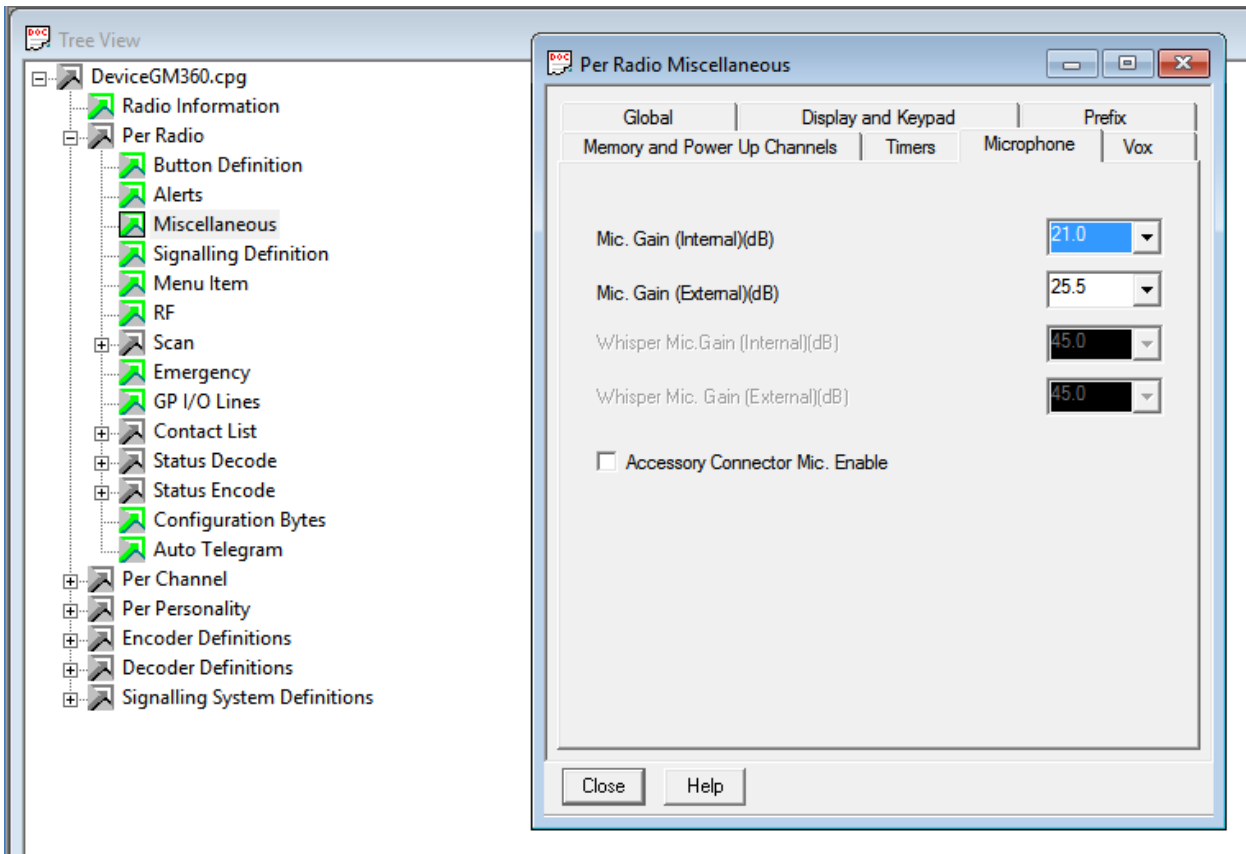 DOC
Tree View
DeviceGM360.cpg
Radio Information
Per Radio
Button Definition
Alerts
Miscellaneous
Signalling Definition
Menu Item
RF
Scan
Emergency
GP I/O Lines
Contact List
Status Decode
Status Encode
Configuration Bytes
Auto Telegram
Per Channel
Per Personality
Encoder Definitions
Decoder Definitions
Signalling System Definitions
DOC
Per Radio Miscellaneous
Global Display and Keypad Prefix
Memory and Power Up Channels Timers Microphone Vox
Mic. Gain (Internal)(dB) 21.0
Mic. Gain (External)(dB) 25.5
Whisper Mic.Gain (Internal)(dB) 45.0
Whisper Mic. Gain (External)(dB) 45.0
Accessory Connector Mic. Enable
Close Help